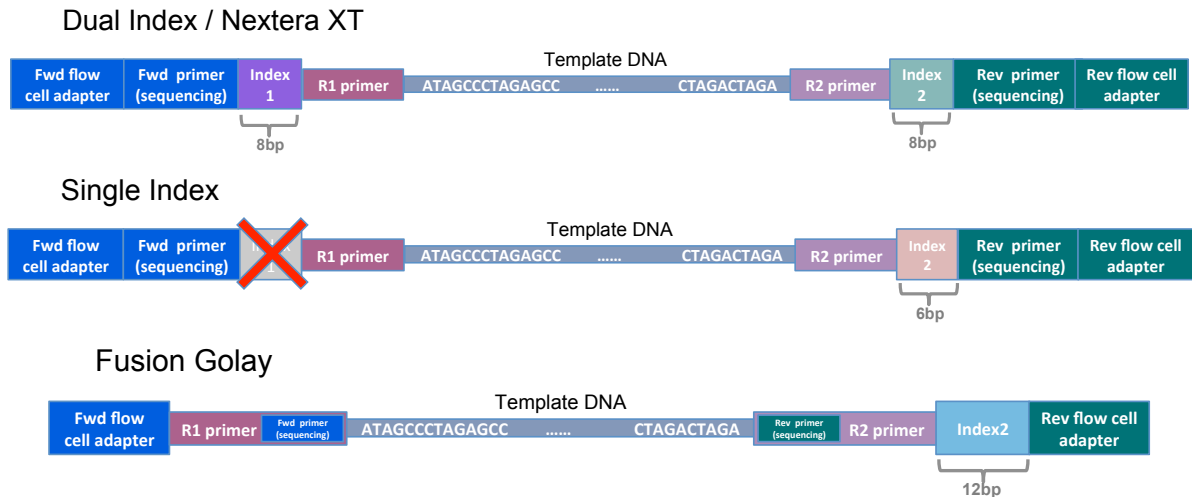 Dual Index / Nextera XT
Template DNA
Fwd flow
cell adapter
Fwd primer
(sequencing)
Index
1
R1 primer
ATAGCCCTAGAGCC
......
CTAGACTAGA
R2 primer
Index
2
Rev primer
(sequencing)
Rev flow cell
adapter
8bp
8bp
Single Index
Template DNA
Fwd flow
cell adapter
Fwd primer
(sequencing)
Index
1
R1 primer
ATAGCCCTAGAGCC
......
CTAGACTAGA
R2 primer
Index
2
Rev primer
(sequencing)
Rev flow cell
adapter
6bp
Fusion Golay
Template DNA
Fwd flow
cell adapter
R1 primer
Fwd primer
(sequencing)
ATAGCCCTAGAGCC
......
CTAGACTAGA
Rev primer
(sequencing)
R2 primer
Index2
Rev flow cell
adapter
12bp